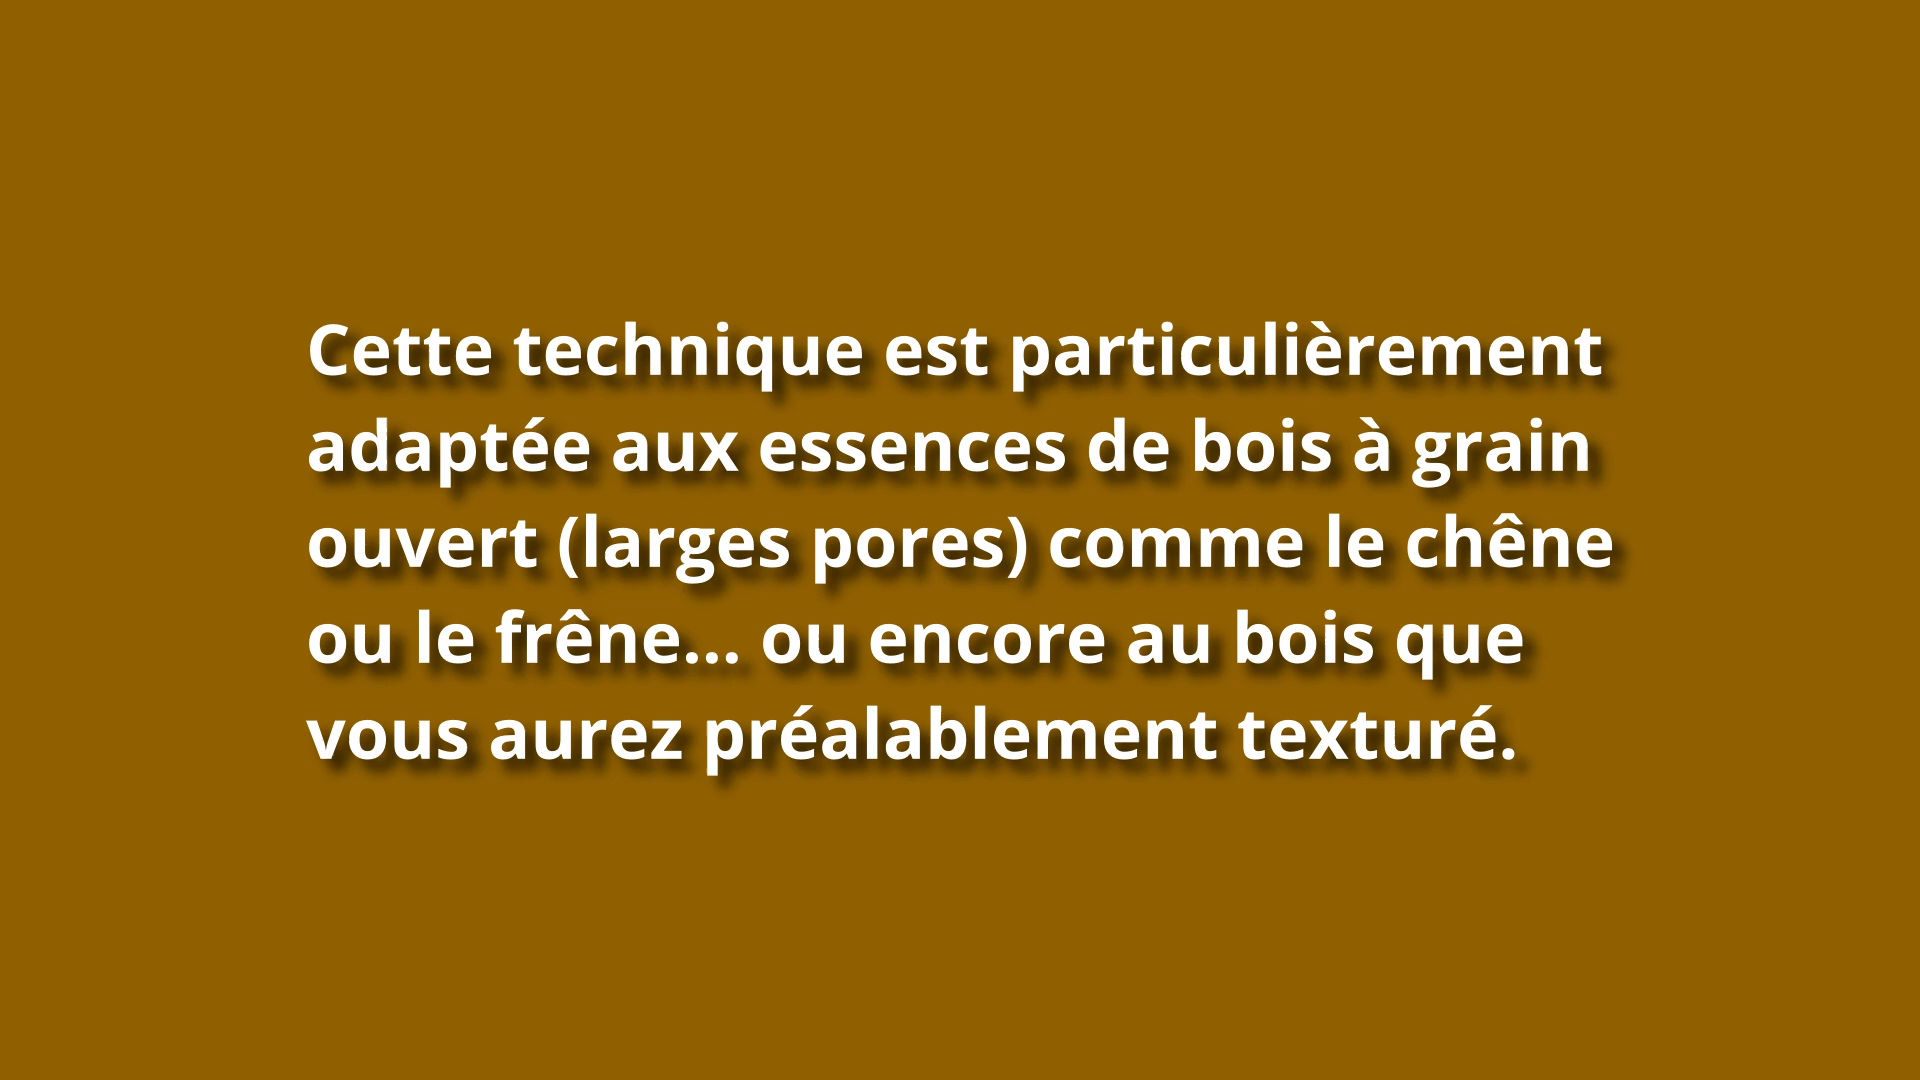 Cette technique est particulièrement
adaptée aux essences de bois à grain
ouvert (larges pores) comme le chêne
ou le frêne... ou encore au bois que
vous aurez préalablement texturé.